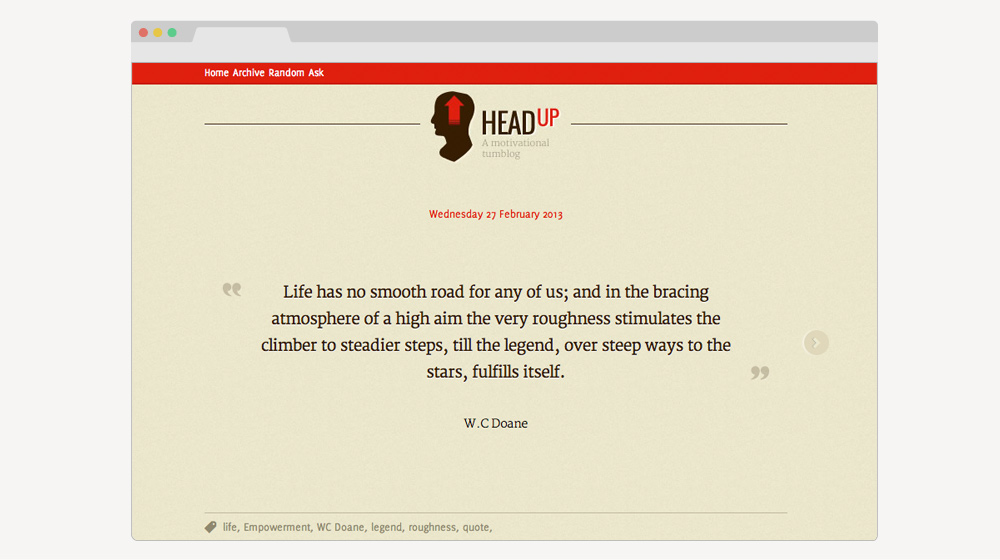 Home Archive Random Ask
HEADUP
A motivational
tumblog
Wednesday 27 February 2013
“
Life has no smooth road for any of us; and in the bracing
atmosphere of a high aim the very roughness stimulates the
climber to steadier steps, till the legend, over steep ways to the
stars, fulfills itself.
”
W.C Doane
life, Empowerment, WC Doane, legend, roughness, quote,